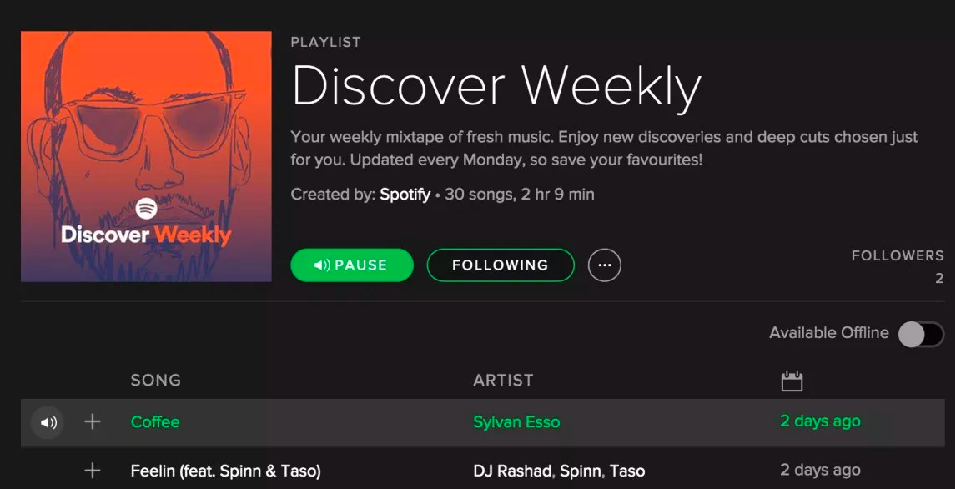 PLAYLIST
Discover Weekly
Your weekly mixtape of fresh music. Enjoy new discoveries and deep cuts chosen just
for you. Updated every Monday, so save your favourites!
Created by: Spotify • 30 songs, 2 hr 9 min
Discover Weekly
PAUSE FOLLOWING ...
FOLLOWERS
2
Available Offline
SONG ARTIST
+ Coffee Sylvan Esso 2 days ago
+ Feelin (feat. Spinn & Taso) DJ Rashad, Spinn, Taso 2 days ago